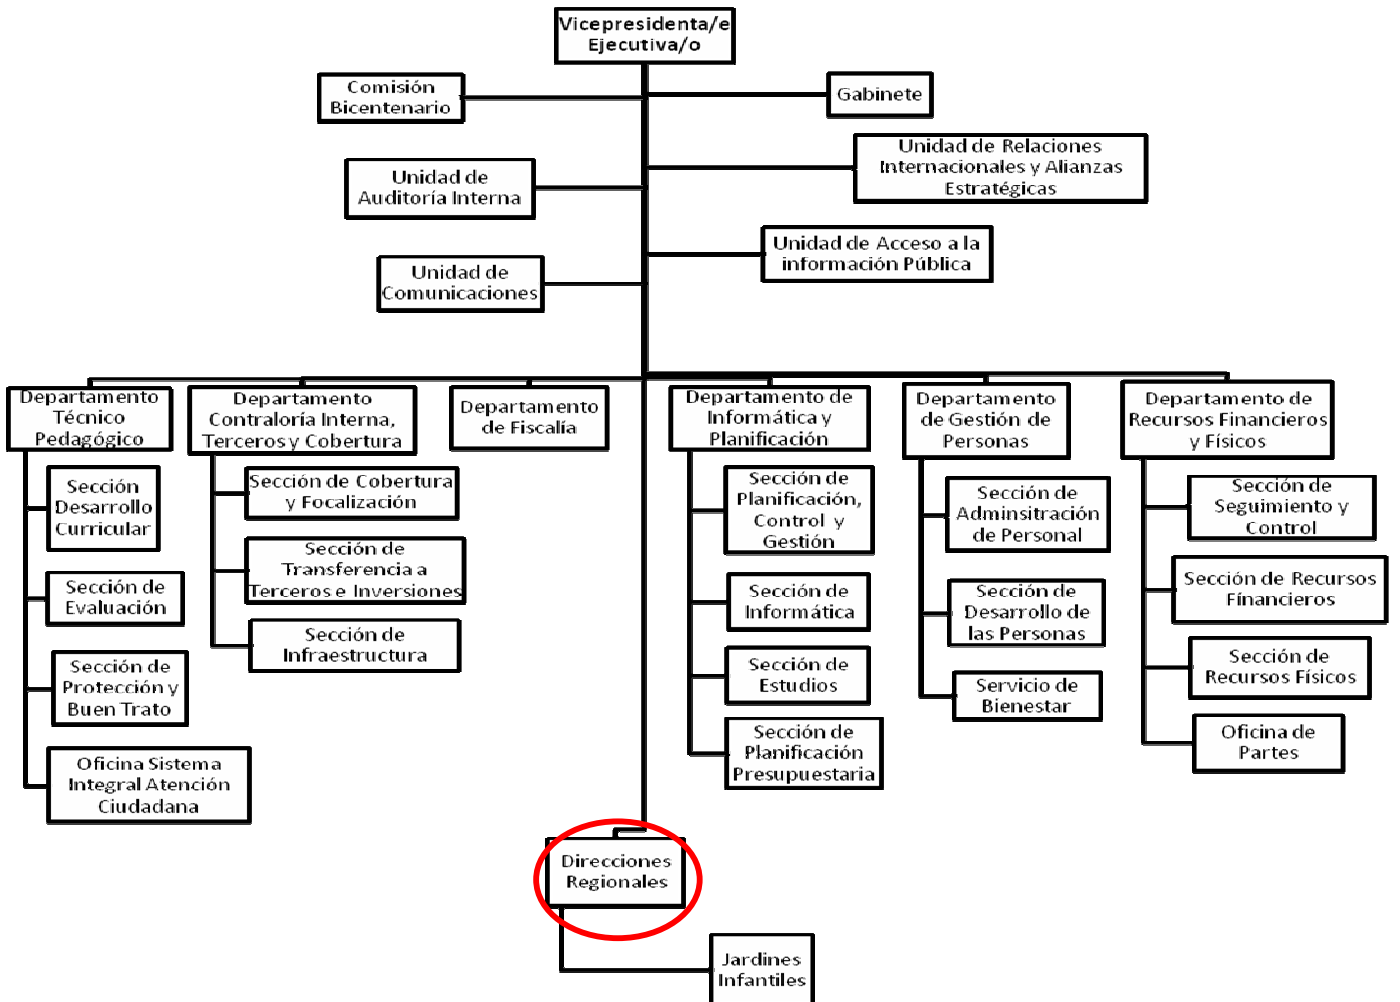 Vicepresidenta/e
Ejecutiva/o
Comisión
Bicentenario
Gabinete
Unidad de Relaciones
Internacionales y Alianzas
Estratégicas
Unidad de
Auditoría Interna
Unidad de Acceso a la
información Pública
Unidad de
Comunicaciones
Departamento
Técnico
Pedagógico
Departamento
Contraloría Interna,
Terceros y Cobertura
Departamento
de Fiscalía
Departamento de
Informática y
Planificación
Departamento
de Gestión de
Personas
Departamento de
Recursos Financieros
y Físicos
Sección
Desarrollo
Curricular
Sección de
Evaluación
Sección de
Protección y
Buen Trato
Oficina Sistema
Integral Atención
Ciudadana
Sección de Cobertura
y Focalización
Sección de
Transferencia a
Terceros e Inversiones
Sección de
Infraestructura
Sección de
Planificación,
Control y
Gestión
Sección de
Informática
Sección de
Estudios
Sección de
Planificación
Presupuestaria
Sección de
Adminsitración
de Personal
Sección de
Desarrollo de
las Personas
Servicio de
Bienestar
Sección de
Seguimiento y
Control
Sección de Recursos
Fínancieros
Sección de
Recursos Físicos
Oficina de
Partes
Direcciones
Regionales
Jardines
Infantiles